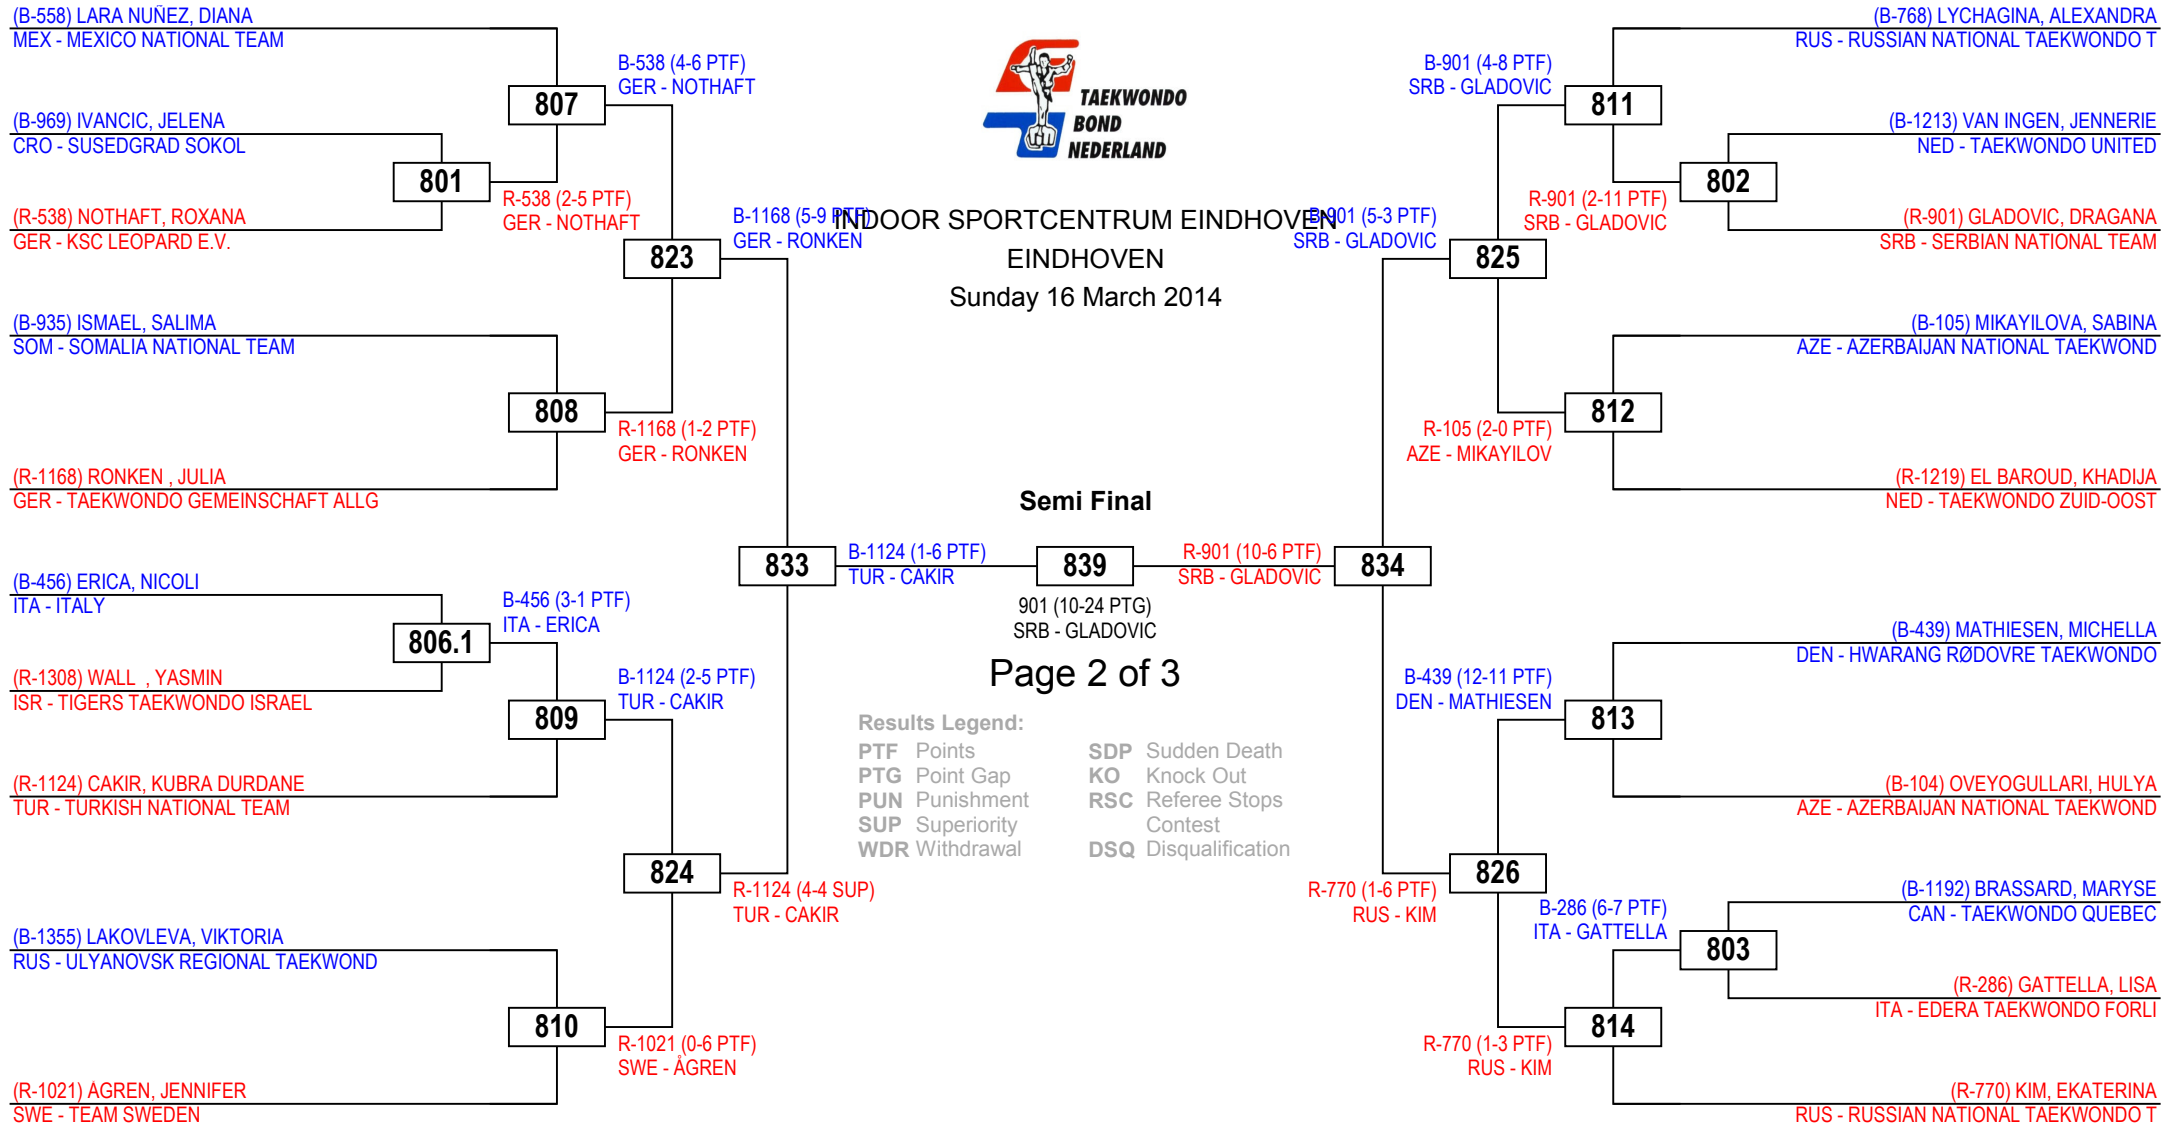 (B-558) LARA NUÑEZ, DIANA
MEX - MEXICO NATIONAL TEAM
(B-969) IVANCIC, JELENA
CRO - SUSEDGRAD SOKOL
(R-538) NOTHAFT, ROXANA
GER - KSC LEOPARD E.V.
(B-935) ISMAEL, SALIMA
SOM - SOMALIA NATIONAL TEAM
(R-1168) RONKEN , JULIA
GER - TAEKWONDO GEMEINSCHAFT ALLG
(B-456) ERICA, NICOLI
ITA - ITALY
(R-1308) WALL , YASMIN
ISR - TIGERS TAEKWONDO ISRAEL
(R-1124) CAKIR, KUBRA DURDANE
TUR - TURKISH NATIONAL TEAM
(B-1355) LAKOVLEVA, VIKTORIA
RUS - ULYANOVSK REGIONAL TAEKWOND
(R-1021) ÅGREN, JENNIFER
SWE - TEAM SWEDEN
801
R-538 (2-5 PTF)
GER - NOTHAFT
806.1
B-456 (3-1 PTF)
ITA - ERICA
807
B-538 (4-6 PTF)
GER - NOTHAFT
808
R-1168 (1-2 PTF)
GER - RONKEN
809
B-1124 (2-5 PTF)
TUR - CAKIR
810
R-1021 (0-6 PTF)
SWE - ÅGREN
823
B-1168 (5-9 PTF)
GER - RONKEN
824
R-1124 (4-4 SUP)
TUR - CAKIR
833
B-1124 (1-6 PTF)
TUR - CAKIR
TAEKWONDO
BOND
NEDERLAND
INDOOR SPORTCENTRUM EINDHOVEN
EINDHOVEN
Sunday 16 March 2014
Semi Final
839
901 (10-24 PTG)
SRB - GLADOVIC
Page 2 of 3
Results Legend:
PTF Points
PTG Point Gap
PUN Punishment
SUP Superiority
WDR Withdrawal
SDP Sudden Death
KO Knock Out
RSC Referee Stops
Contest
DSQ Disqualification
R-901 (10-6 PTF)
SRB - GLADOVIC
834
B-901 (5-3 PTF)
SRB - GLADOVIC
825
R-770 (1-6 PTF)
RUS - KIM
826
B-901 (4-8 PTF)
SRB - GLADOVIC
811
R-105 (2-0 PTF)
AZE - MIKAYILOV
812
B-439 (12-11 PTF)
DEN - MATHIESEN
813
R-770 (1-3 PTF)
RUS - KIM
814
R-901 (2-11 PTF)
SRB - GLADOVIC
802
B-286 (6-7 PTF)
ITA - GATTELLA
803
(B-768) LYCHAGINA, ALEXANDRA
RUS - RUSSIAN NATIONAL TAEKWONDO T
(B-1213) VAN INGEN, JENNERIE
NED - TAEKWONDO UNITED
(R-901) GLADOVIC, DRAGANA
SRB - SERBIAN NATIONAL TEAM
(B-105) MIKAYILOVA, SABINA
AZE - AZERBAIJAN NATIONAL TAEKWOND
(R-1219) EL BAROUD, KHADIJA
NED - TAEKWONDO ZUID-OOST
(B-439) MATHIESEN, MICHELLA
DEN - HWARANG RØDOVRE TAEKWONDO
(B-104) OVEYOGULLARI, HULYA
AZE - AZERBAIJAN NATIONAL TAEKWOND
(B-1192) BRASSARD, MARYSE
CAN - TAEKWONDO QUEBEC
(R-286) GATTELLA, LISA
ITA - EDERA TAEKWONDO FORLI
(R-770) KIM, EKATERINA
RUS - RUSSIAN NATIONAL TAEKWONDO T